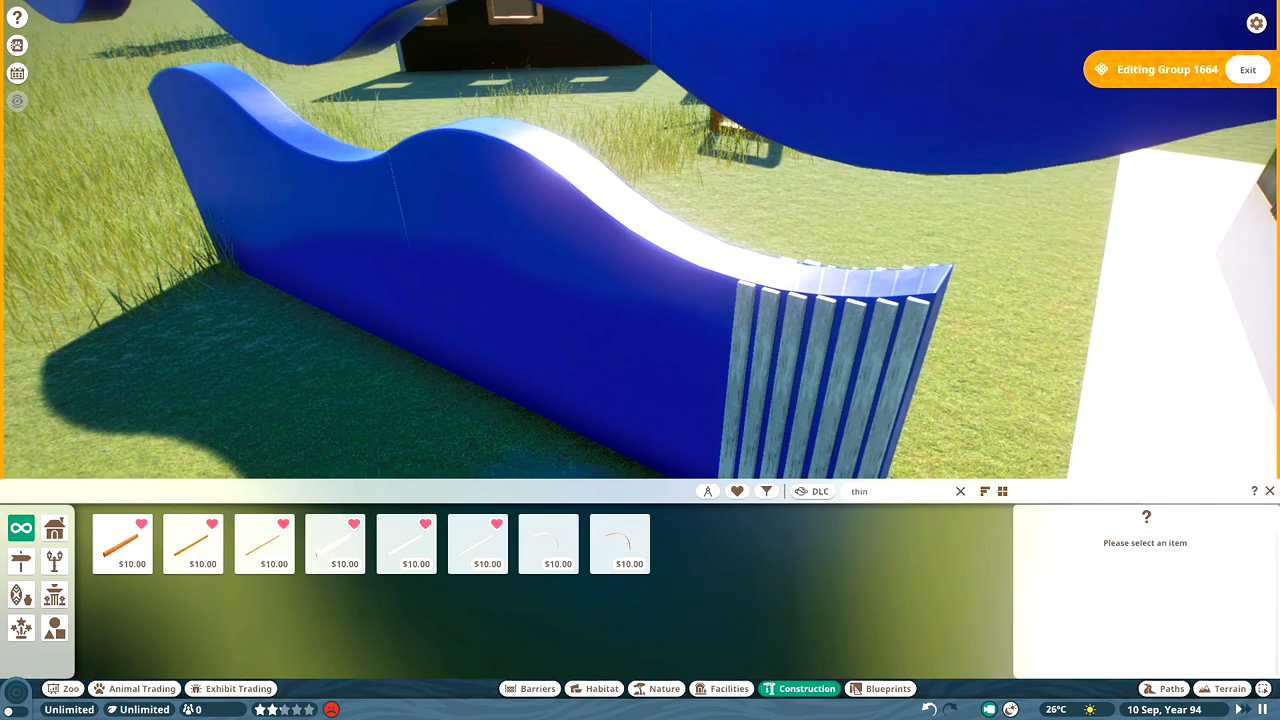 Editing Group 1664 Exit
DLC thin
$10.00 $10.00 $10.00 $10.00 $10.00 $10.00 $10.00 $10.00
?
Please select an item
Zoo Animal Trading Exhibit Trading Barriers Habitat Nature Facilities Construction Blueprints Paths Terrain
Unlimited Unlimited 0 26°C 10 Sep, Year 94